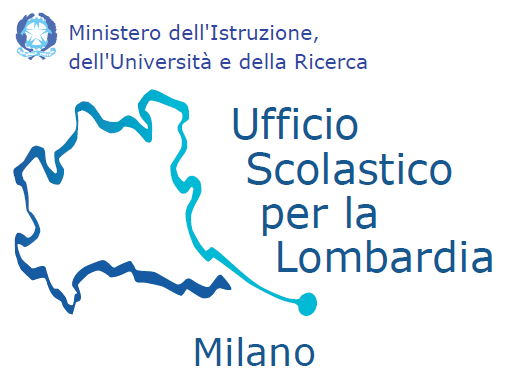 Ministero dell'Istruzione,
dell'Università e della Ricerca
Ufficio
Scolastico
per la
Lombardia
Milano